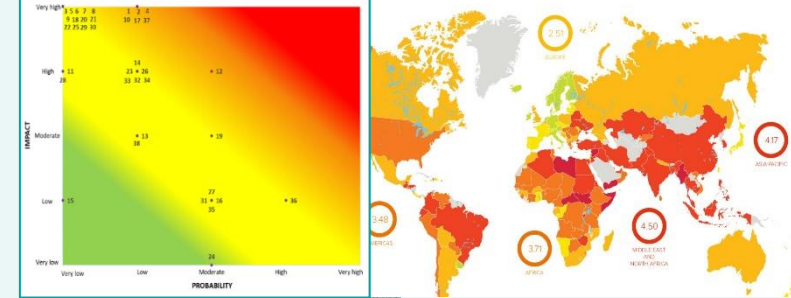 Very high
3 5 6 7 8
9 18 20 21
22 25 29 30
1 2 4
10 17 37
High
11
28
14
23 26
33 32 34
12
Moderate
13
38
19
Low
15
27
31 16
35
36
Very low
24
Very low
Low
Moderate
High
Very high
IMPACT
PROBABILITY
2.51
4.17
ASIA-PACIFIC
3.48
AMERICAS
3.71
AFRICA
4.50
MIDDLE EAST
AND
NORTH AFRICA